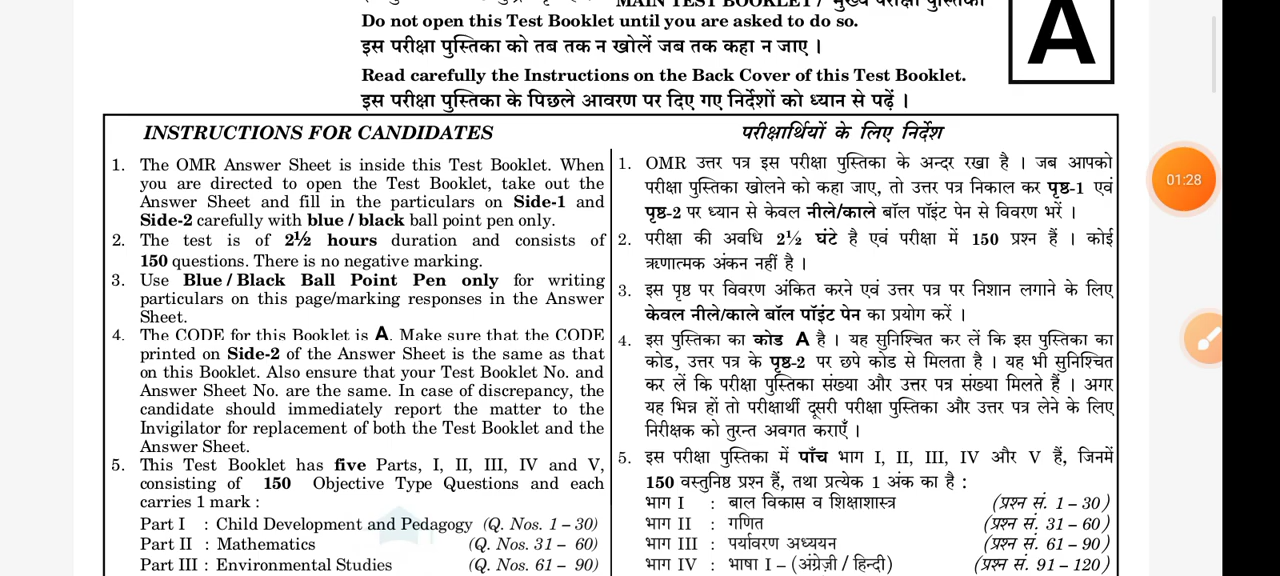 MAIN TEST BOOKLET / मुख्य परीक्षा पुस्तिका
Do not open this Test Booklet until you are asked to do so.
इस परीक्षा पुस्तिका को तब तक न खोलें जब तक कहा न जाए ।
Read carefully the Instructions on the Back Cover of this Test Booklet.
इस परीक्षा पुस्तिका के पिछले आवरण पर दिए गए निर्देशों को ध्यान से पढ़ें ।
A
INSTRUCTIONS FOR CANDIDATES
1. The OMR Answer Sheet is inside this Test Booklet. When
you are directed to open the Test Booklet, take out the
Answer Sheet and fill in the particulars on Side-1 and
Side-2 carefully with blue / black ball point pen only.
2. The test is of 2½ hours duration and consists of
150 questions. There is no negative marking.
3. Use Blue / Black Ball Point Pen only for writing
particulars on this page/marking responses in the Answer
Sheet.
4. The CODE for this Booklet is A. Make sure that the CODE
printed on Side-2 of the Answer Sheet is the same as that
on this Booklet. Also ensure that your Test Booklet No. and
Answer Sheet No. are the same. In case of discrepancy, the
candidate should immediately report the matter to the
Invigilator for replacement of both the Test Booklet and the
Answer Sheet.
5. This Test Booklet has five Parts, I, II, III, IV and V,
consisting of 150 Objective Type Questions and each
carries 1 mark :
Part I : Child Development and Pedagogy (Q. Nos. 1 – 30)
Part II : Mathematics (Q. Nos. 31 – 60)
Part III : Environmental Studies (Q. Nos. 61 – 90)
परीक्षार्थियों के लिए निर्देश
1. OMR उत्तर पत्र इस परीक्षा पुस्तिका के अन्दर रखा है । जब आपको
परीक्षा पुस्तिका खोलने को कहा जाए, तो उत्तर पत्र निकाल कर पृष्ठ-1 एवं
पृष्ठ-2 पर ध्यान से केवल नीले/काले बॉल पॉइंट पेन से विवरण भरें ।
2. परीक्षा की अवधि 2½ घंटे है एवं परीक्षा में 150 प्रश्न हैं । कोई
ऋणात्मक अंकन नहीं है ।
3. इस पृष्ठ पर विवरण अंकित करने एवं उत्तर पत्र पर निशान लगाने के लिए
केवल नीले/काले बॉल पॉइंट पेन का प्रयोग करें ।
4. इस पुस्तिका का कोड A है । यह सुनिश्चित कर लें कि इस पुस्तिका का
कोड, उत्तर पत्र के पृष्ठ-2 पर छपे कोड से मिलता है । यह भी सुनिश्चित
कर लें कि परीक्षा पुस्तिका संख्या और उत्तर पत्र संख्या मिलते हैं । अगर
यह भिन्न हों तो परीक्षार्थी दूसरी परीक्षा पुस्तिका और उत्तर पत्र लेने के लिए
निरीक्षक को तुरन्त अवगत कराएँ ।
5. इस परीक्षा पुस्तिका में पाँच भाग I, II, III, IV और V हैं, जिनमें
150 वस्तुनिष्ठ प्रश्न हैं, तथा प्रत्येक 1 अंक का है :
भाग I : बाल विकास व शिक्षाशास्त्र (प्रश्न सं. 1 – 30)
भाग II : गणित (प्रश्न सं. 31 – 60)
भाग III : पर्यावरण अध्ययन (प्रश्न सं. 61 – 90)
भाग IV : भाषा I – (अंग्रेज़ी / हिन्दी) (प्रश्न सं. 91 – 120)
01:28